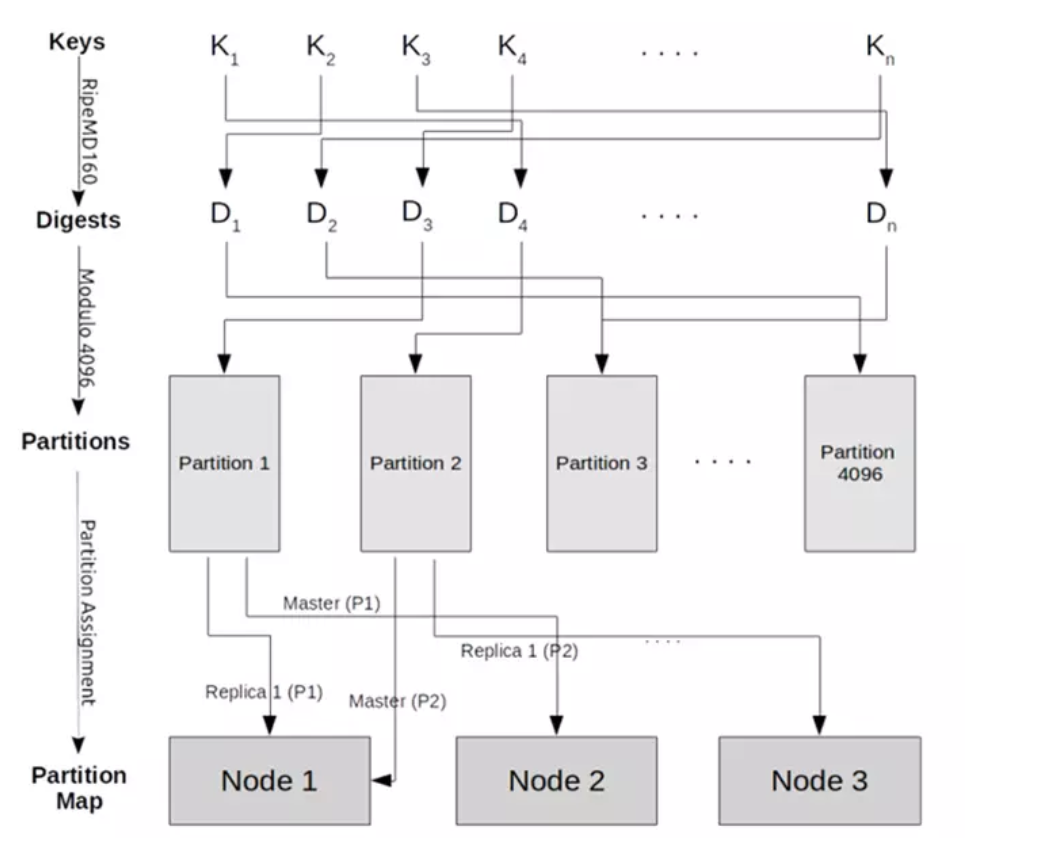 Keys
K1 K2 K3 K4 . . . . Kn
RipeMD160
Digests
D1 D2 D3 D4 . . . . Dn
Modulo 4096
Partitions
Partition 1
Partition 2
Partition 3
. . . .
Partition
4096
Partition Assignment
Master (P1)
. . . .
Replica 1 (P2)
Replica 1 (P1)
Master (P2)
Partition
Map
Node 1
Node 2
Node 3